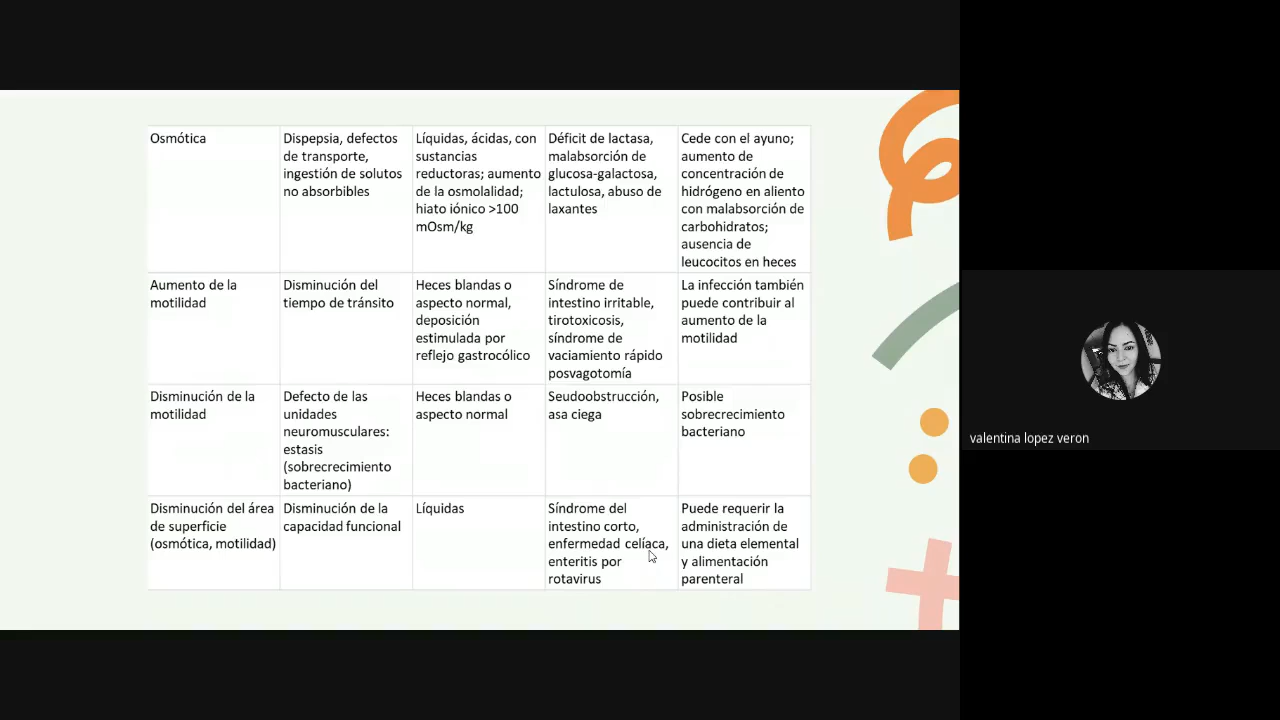 Osmótica
Dispepsia, defectos
de transporte,
ingestión de solutos
no absorbibles
Líquidas, ácidas, con
sustancias
reductoras; aumento
de la osmolalidad;
hiato iónico >100
mOsm/kg
Déficit de lactasa,
malabsorción de
glucosa-galactosa,
lactulosa, abuso de
laxantes
Cede con el ayuno;
aumento de
concentración de
hidrógeno en aliento
con malabsorción de
carbohidratos;
ausencia de
leucocitos en heces
Aumento de la
motilidad
Disminución del
tiempo de tránsito
Heces blandas o
aspecto normal,
deposición
estimulada por
reflejo gastrocólico
Síndrome de
intestino irritable,
tirotoxicosis,
síndrome de
vaciamiento rápido
posvagotomía
La infección también
puede contribuir al
aumento de la
motilidad
Disminución de la
motilidad
Defecto de las
unidades
neuromusculares:
estasis
(sobrecrecimiento
bacteriano)
Heces blandas o
aspecto normal
Seudoobstrucción,
asa ciega
Posible
sobrecrecimiento
bacteriano
Disminución del área
de superficie
(osmótica, motilidad)
Disminución de la
capacidad funcional
Líquidas
Síndrome del
intestino corto,
enfermedad celíaca,
enteritis por
rotavirus
Puede requerir la
administración de
una dieta elemental
y alimentación
parenteral
valentina lopez veron